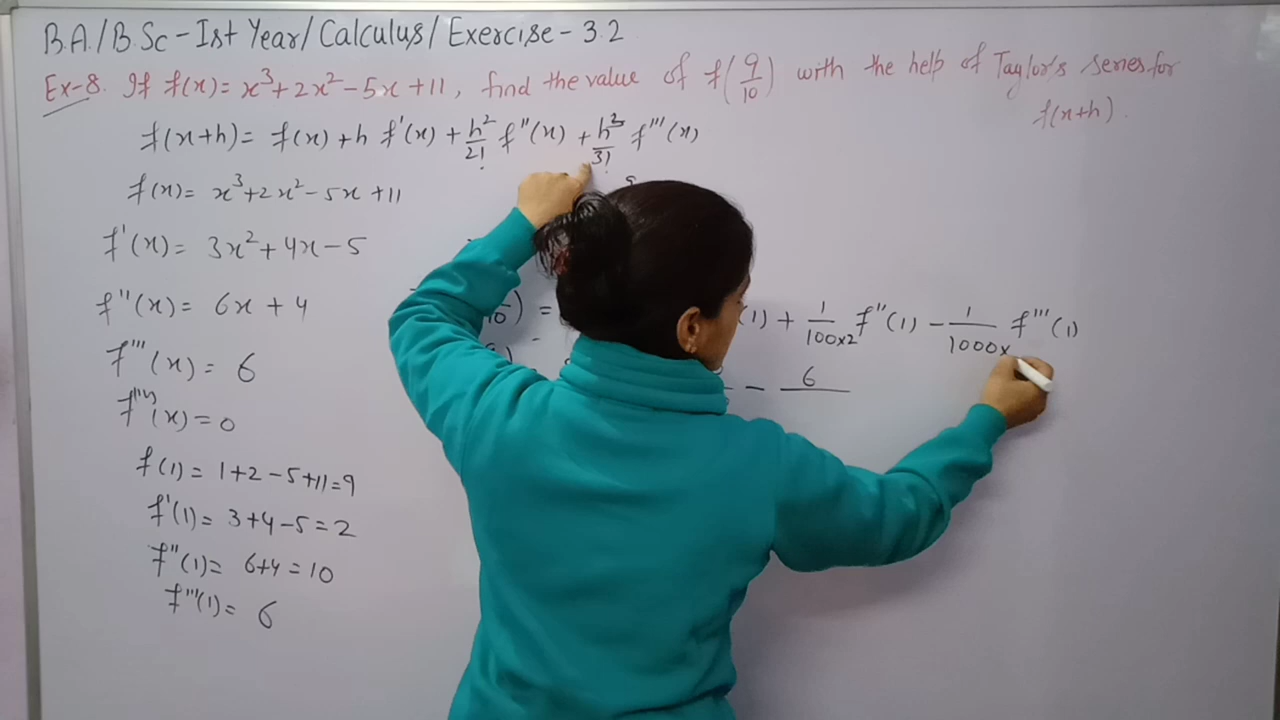 B.A./B.Sc - Ist Year/ Calculus/ Exercise - 3.2
Ex-8. If f(x) = x³ + 2x² - 5x + 11, find the value of f(9/10) with the help of Taylor's series for
f(x+h).
f(x+h) = f(x) + h f'(x) + h²/2! f''(x) + h³/3! f'''(x)
f(x) = x³ + 2x² - 5x + 11
f'(x) = 3x² + 4x - 5
f''(x) = 6x + 4
(1) + 1/100×2 f''(1) - 1/1000× f'''(1)
f'''(x) = 6
- 6
f''''(x) = 0
f(1) = 1+2-5+11=9
f'(1) = 3+4-5=2
f''(1) = 6+4=10
f'''(1) = 6